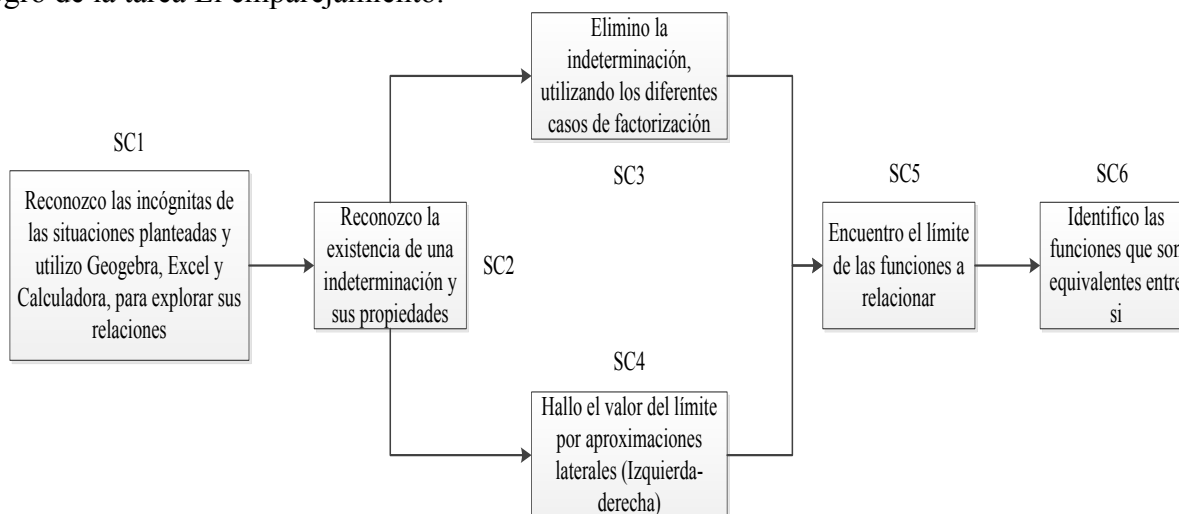 de la tarea El emparejamiento.
Elimino la
indeterminación,
utilizando los diferentes
casos de factorización
SC1
SC3
SC5
SC6
Reconozco las incógnitas de
las situaciones planteadas y
utilizo Geogebra, Excel y
Calculadora, para explorar sus
relaciones
Reconozco la
existencia de una
indeterminación y
sus propiedades
SC2
Encuentro el límite
de las funciones a
relacionar
Identifico las
funciones que son
equivalentes entre
si
SC4
Hallo el valor del límite
por aproximaciones
laterales (Izquierda-
derecha)